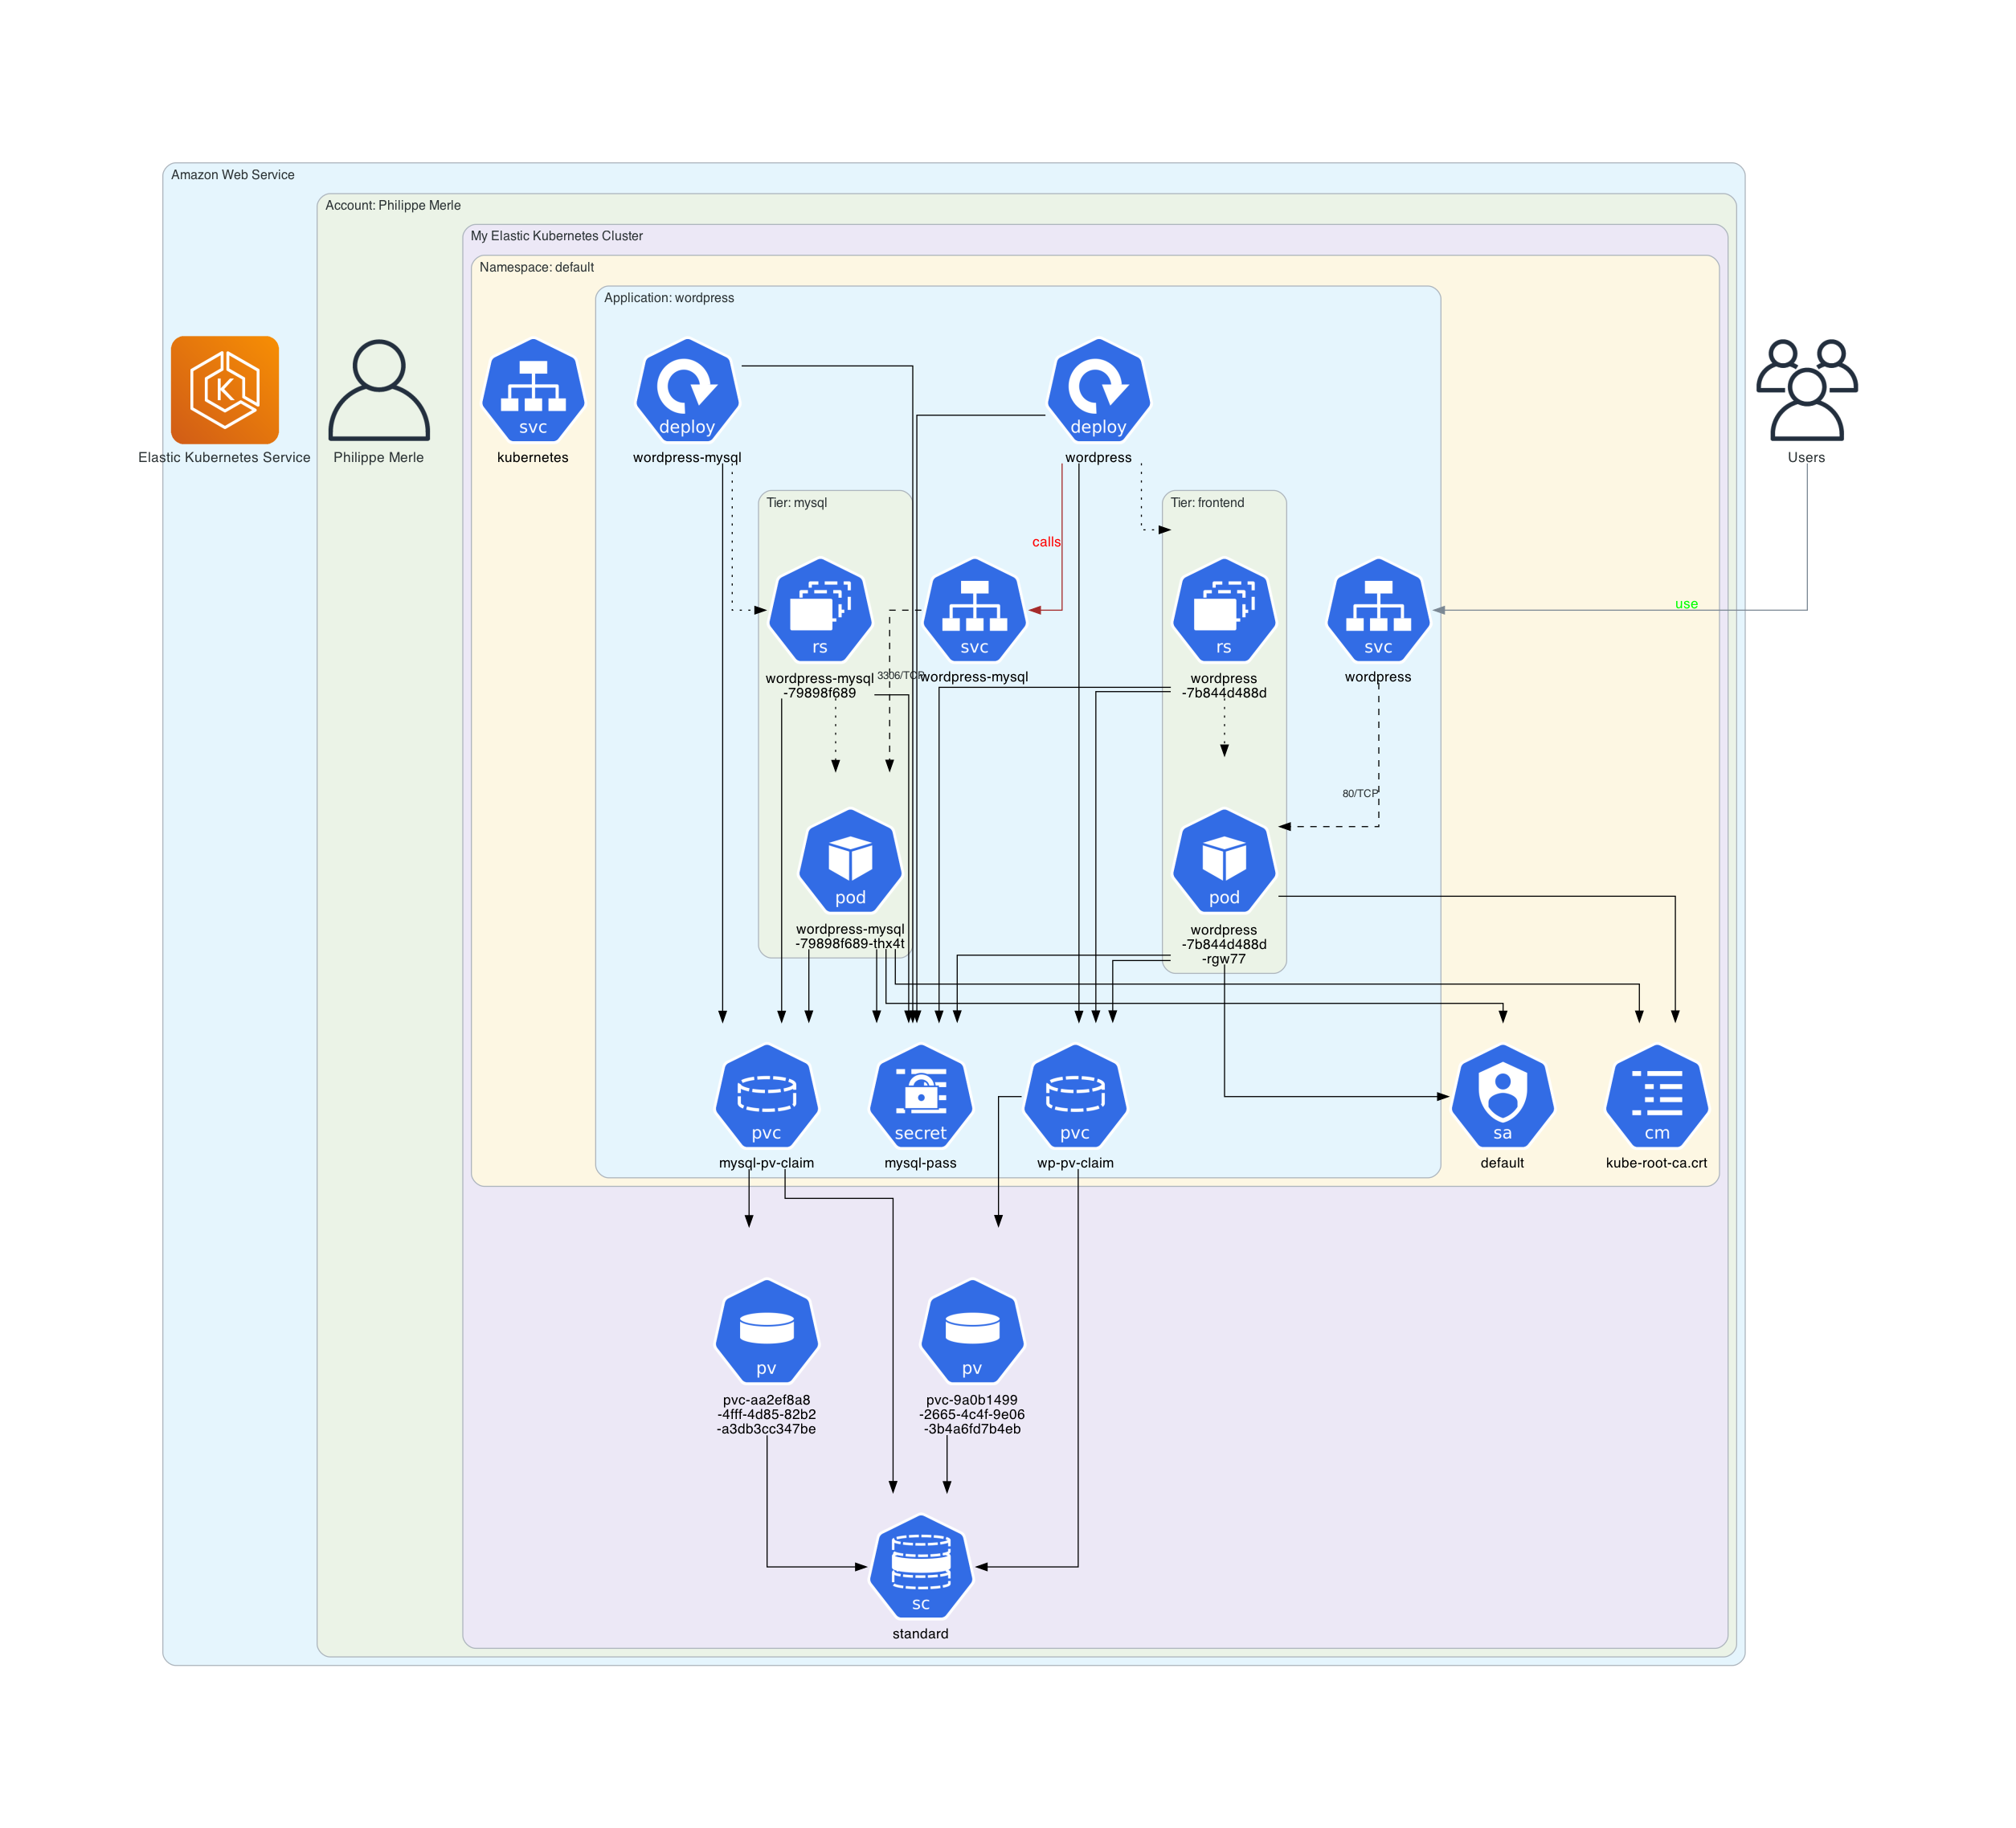 Amazon Web Service
Account: Philippe Merle
My Elastic Kubernetes Cluster
Namespace: default
Application: wordpress
K
Elastic Kubernetes Service
Philippe Merle
svc
kubernetes
deploy
wordpress-mysql
deploy
wordpress
Users
Tier: mysql
Tier: frontend
calls
use
rs
wordpress-mysql
-79898f689
3306/TCP
svc
wordpress-mysql
rs
wordpress
-7b844d488d
svc
wordpress
80/TCP
pod
wordpress-mysql
-79898f689-thx4t
pod
wordpress
-7b844d488d
-rgw77
pvc
mysql-pv-claim
secret
mysql-pass
pvc
wp-pv-claim
sa
default
cm
kube-root-ca.crt
pv
pvc-aa2ef8a8
-4fff-4d85-82b2
-a3db3cc347be
pv
pvc-9a0b1499
-2665-4c4f-9e06
-3b4a6fd7b4eb
sc
standard